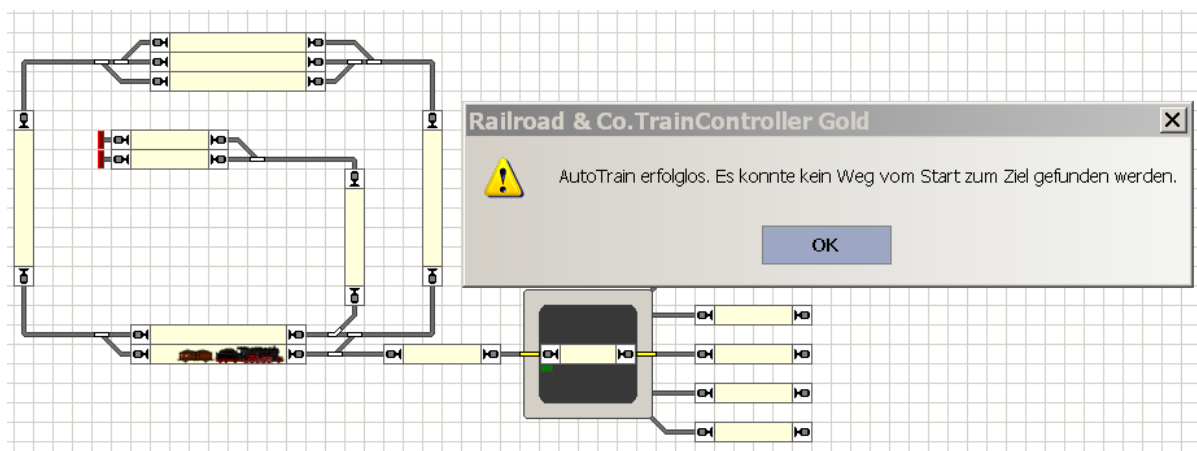 Railroad & Co.TrainController Gold
AutoTrain erfolglos. Es konnte kein Weg vom Start zum Ziel gefunden werden.
OK